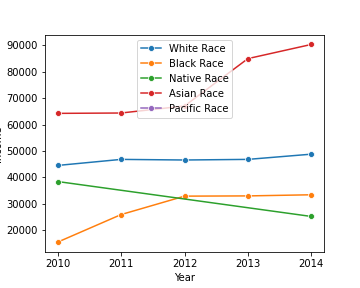 90000
80000
70000
60000
50000
40000
30000
20000
White Race
Black Race
Native Race
Asian Race
Pacific Race
2010 2011 2012 2013 2014
Year